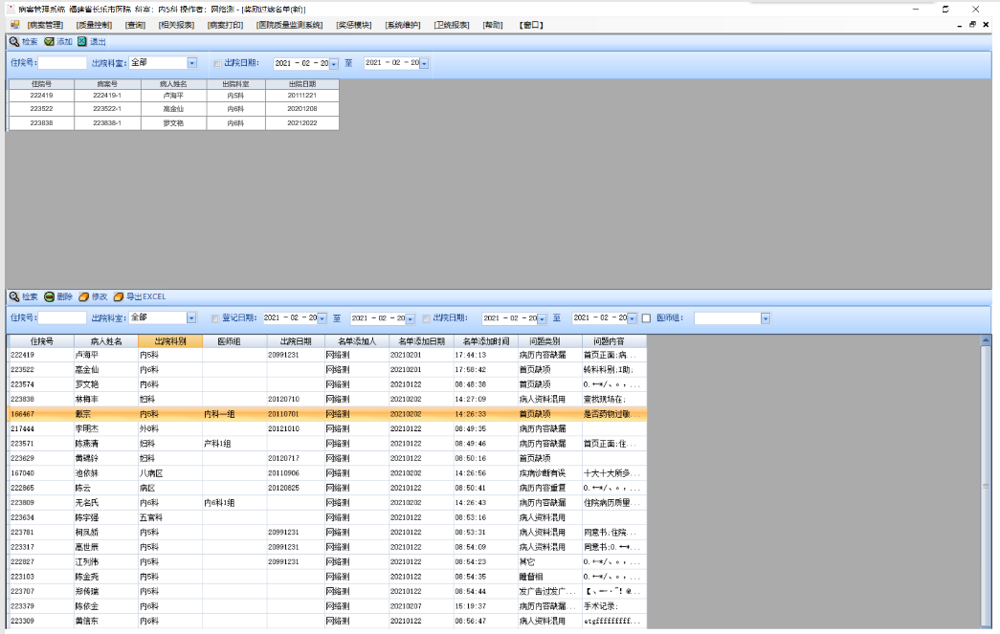 病案管理系统 福建省长乐市医院 科室：内5科 操作者：网络测 - [奖励过滤名单(新)]
[病案管理] [质量控制] [查询] [相关报表] [病案打印] [医院质量监测系统] [奖惩模块] [系统维护] [卫统报表] [帮助] 【窗口】
检索 添加 退出
住院号: 出院科室: 全部 出院日期: 2021 - 02 - 20 至 2021 - 02 - 20
住院号 病案号 病人姓名 出院科室 出院日期
222419 222419-1 卢海平 内5科 20111221
223522 223522-1 高金仙 内6科 20201208
223838 223838-1 罗文艳 内6科 20212022
检索 删除 修改 导出EXCEL
住院号: 出院科室: 全部 登记日期: 2021 - 02 - 20 至 2021 - 02 - 20 出院日期: 2021 - 02 - 20 至 2021 - 02 - 20 医师组:
住院号 病人姓名 出院科别 医师组 出院日期 名单添加人 名单添加日期 名单添加时间 问题类别 问题内容
222419 卢海平 内5科 20991231 网络测 20210201 17:44:13 病历内容缺漏 首页正面;病...
223522 高金仙 内6科 网络测 20210201 17:58:42 首页缺项 转科科别;I助;
223574 罗文艳 内6科 网络测 20210122 08:48:38 首页缺项
223838 林梅丰 妇科 20120710 网络测 20210202 14:27:09 病人资料混用 查找现场在;
166467 戴宗 内5科 内科一组 20110701 网络测 20210202 14:26:33 首页缺项 是否药物过敏...
217444 李明杰 外8科 20121010 网络测 20210122 08:49:35 病历内容缺漏
223571 陈燕清 妇科 产科1组 网络测 20210122 08:49:46 病历内容缺漏 首页正面;住...
223629 黄锦铃 妇科 20120717 网络测 20210122 08:50:16 首页缺项
167040 池依妹 八病区 20110906 网络测 20210202 14:26:56 疾病诊断有误 十大十大所多...
222865 陈云 病区 20120825 网络测 20210122 08:50:41 病历内容重复
223809 无名氏 内6科 内6科1组 网络测 20210202 14:26:43 病历内容缺漏 住院病历质里...
223634 陈宇强 五官科 网络测 20210122 08:53:16 病人资料混用
223781 柯凤娇 内5科 20991231 网络测 20210122 08:53:31 病人资料混用 同意书;住院...
223317 高世辰 内5科 20991231 网络测 20210122 08:54:09 病人资料混用
222827 江列伟 内5科 20991231 网络测 20210122 08:54:23 其它
223103 陈金尧 内5科 网络测 20210122 08:54:35
223707 郑传瑞 内5科 网络测 20210122 08:54:44 发广告过发广...
223379 陈依金 内6科 网络测 20210207 15:19:37 病历内容缺漏... 手术记录;
223309 黄信东 内6科 网络测 20210122 08:56:47 病人资料混用 etgfffffffff...